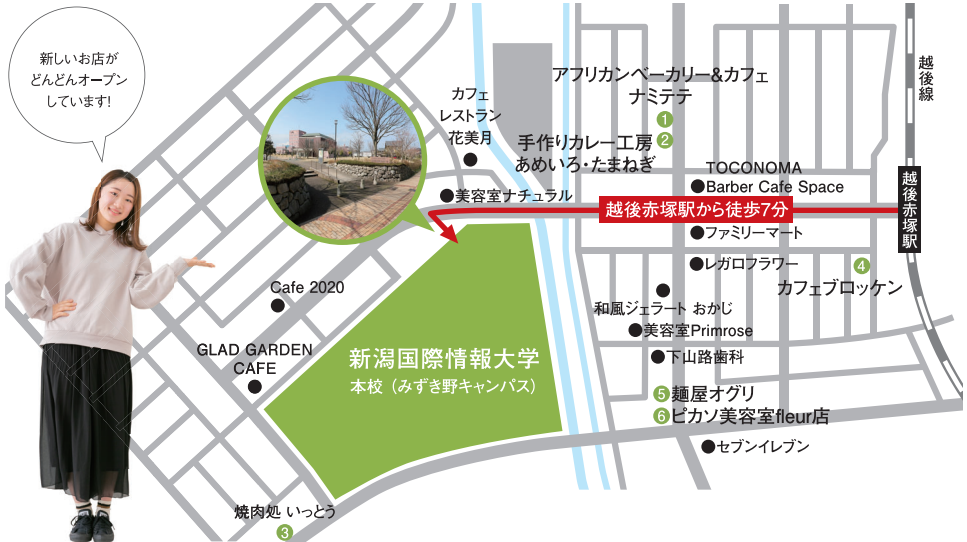 新しいお店が
どんどんオープン
しています!
カフェ
レストラン
花美月
美容室ナチュラル
アフリカンベーカリー&カフェ
ナミテテ
1
2
手作りカレー工房
あめいろ・たまねぎ
TOCONOMA
Barber Cafe Space
越後赤塚駅から徒歩7分
越後線
越後赤塚駅
ファミリーマート
レガロフラワー
4
カフェブロッケン
和風ジェラート おかじ
美容室Primrose
下山路歯科
5 麺屋オグリ
6 ピカソ美容室fleur店
セブンイレブン
Cafe 2020
GLAD GARDEN
CAFE
新潟国際情報大学
本校（みずき野キャンパス）
焼肉処 いっとう
3